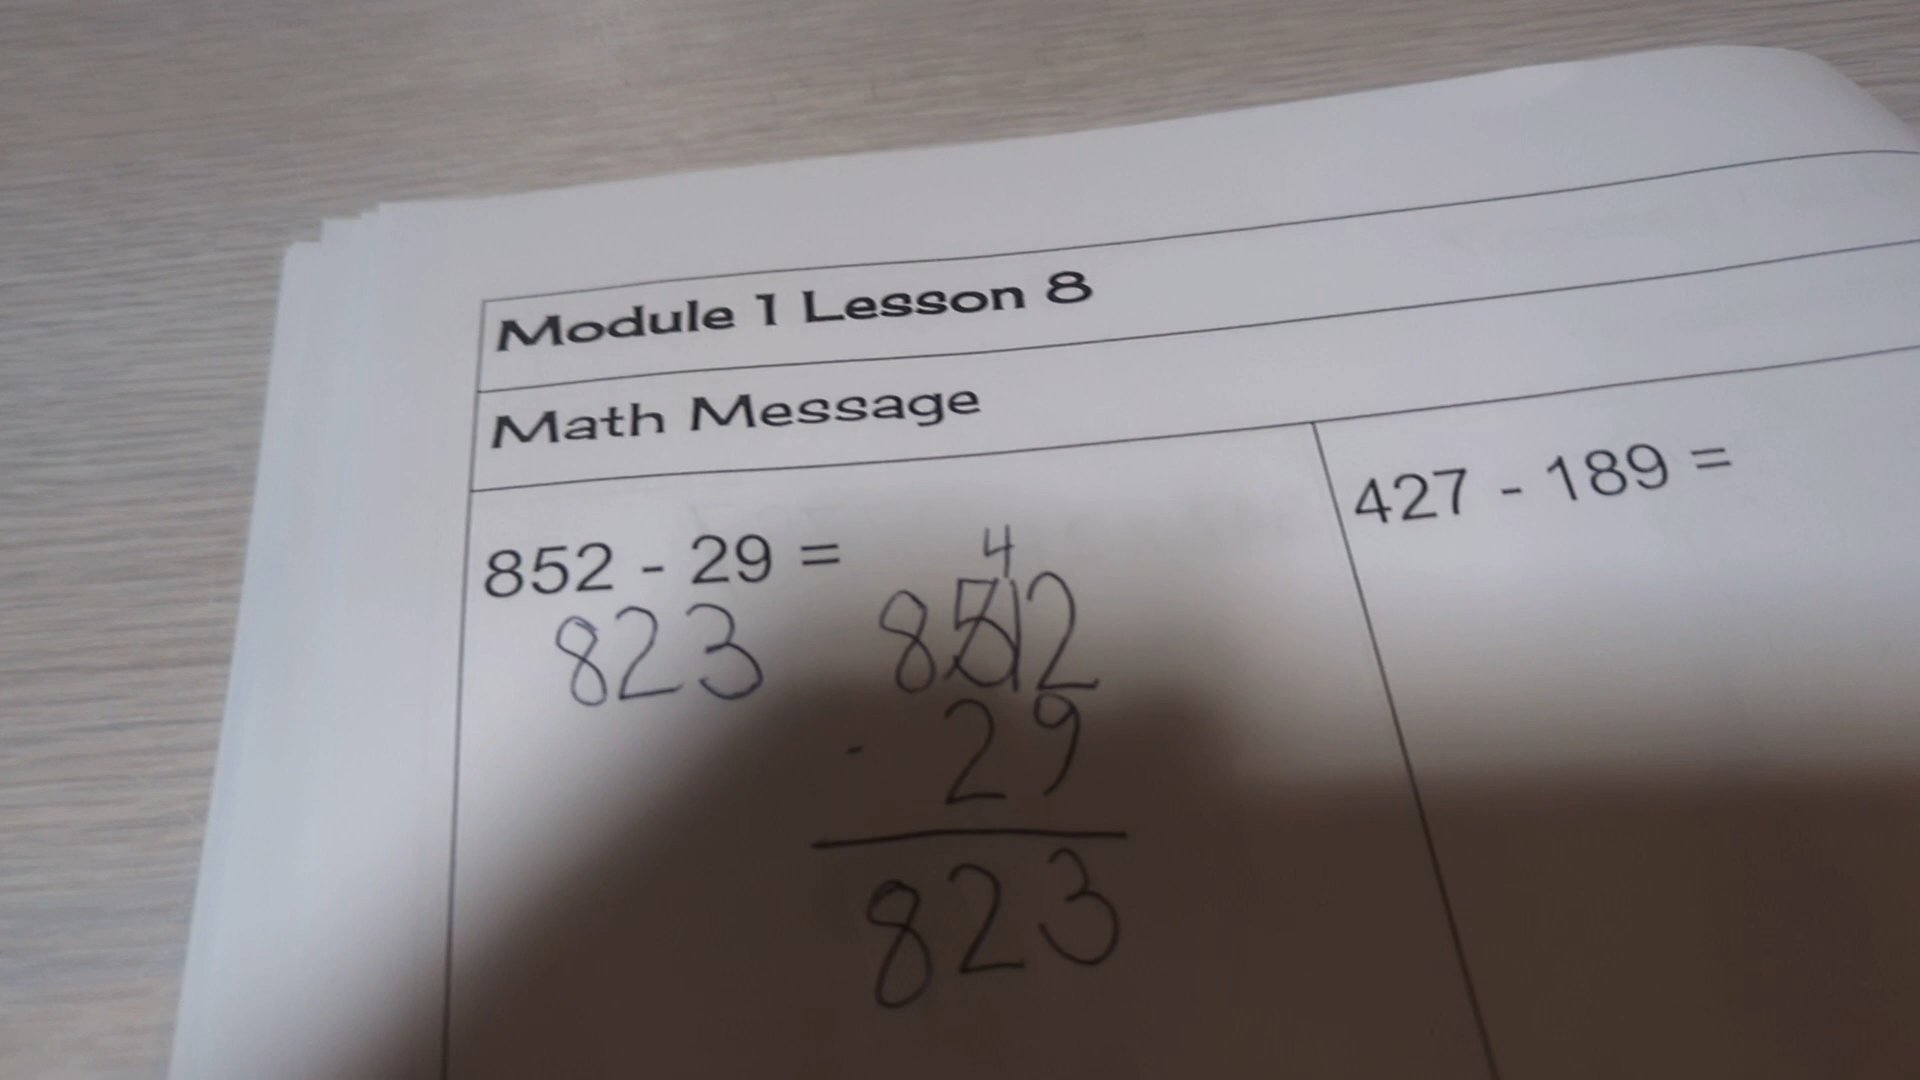 Module 1 Lesson 8
Math Message
852 - 29 =
823
4
8512
- 29
823
427 - 189 =